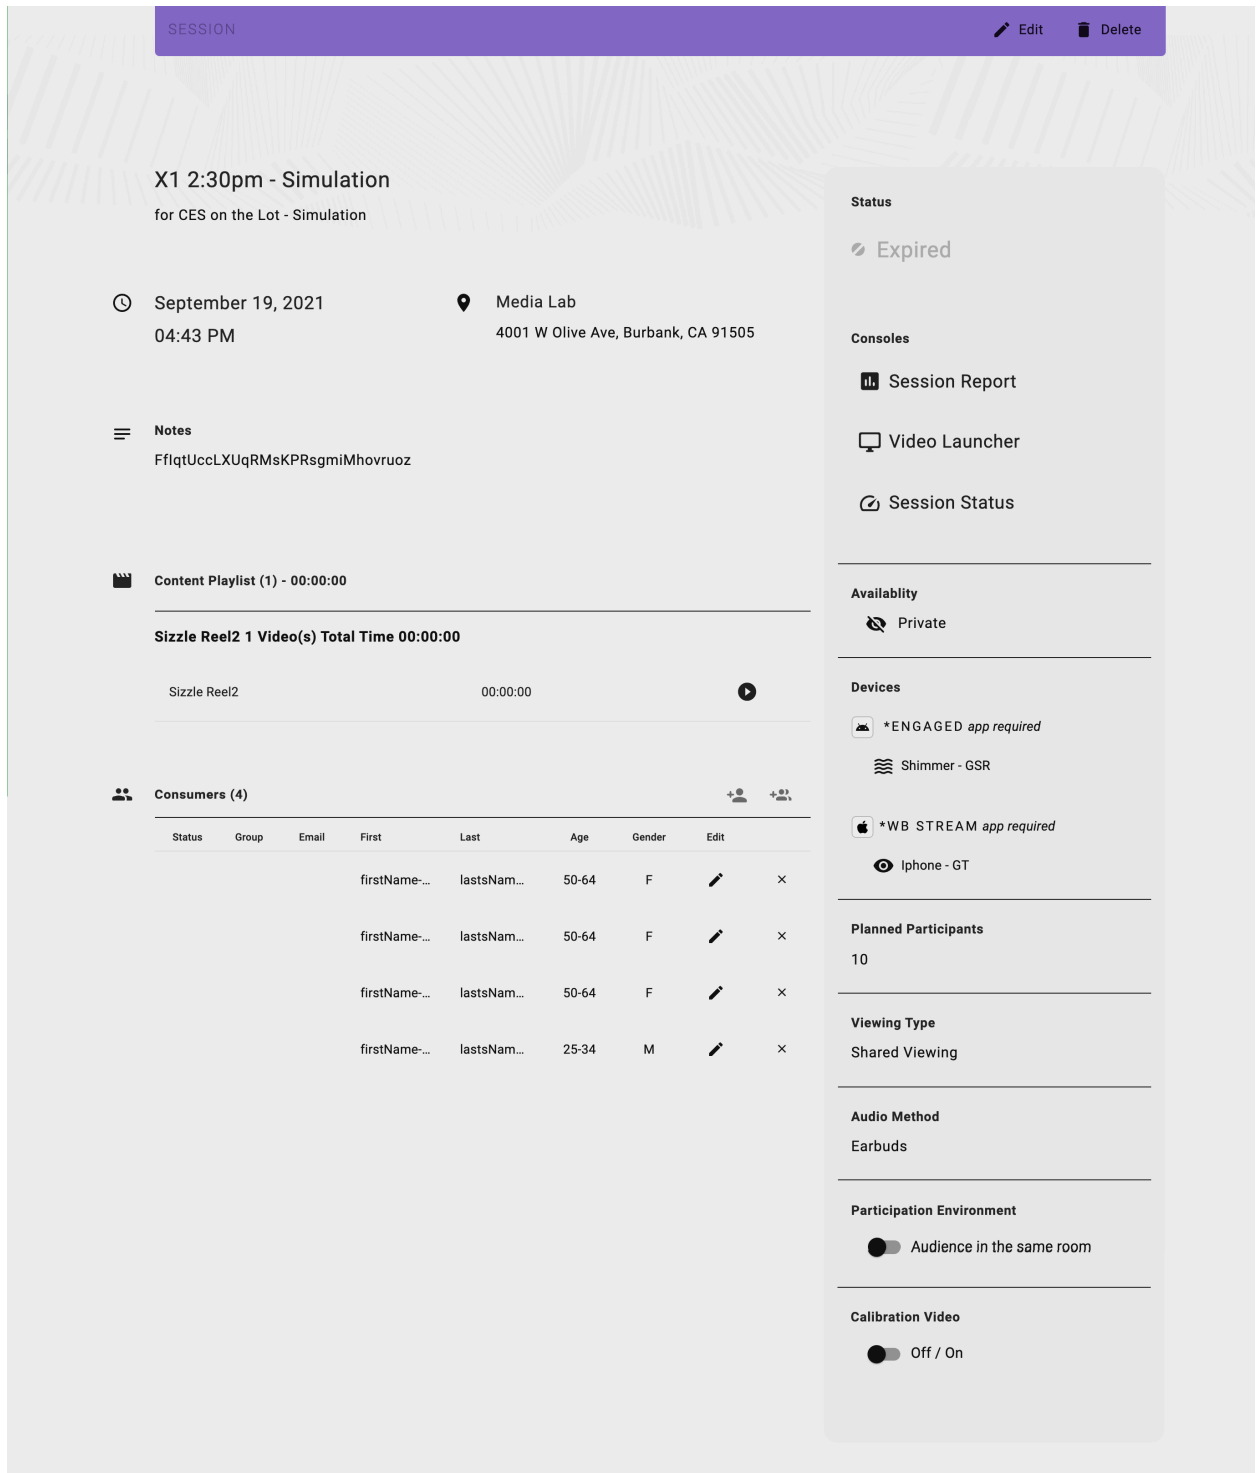 SESSION
Edit
Delete
X1 2:30pm - Simulation
for CES on the Lot - Simulation
September 19, 2021
04:43 PM
Media Lab
4001 W Olive Ave, Burbank, CA 91505
Notes
FfIqtUccLXUqRMsKPRsgmiMhovruoz
Content Playlist (1) - 00:00:00
Sizzle Reel2 1 Video(s) Total Time 00:00:00
Sizzle Reel2 00:00:00
Consumers (4)
Status Group Email First Last Age Gender Edit
firstName-... lastsNam... 50-64 F
firstName-... lastsNam... 50-64 F
firstName-... lastsNam... 50-64 F
firstName-... lastsNam... 25-34 M
Status
Expired
Consoles
Session Report
Video Launcher
Session Status
Availablity
Private
Devices
*ENGAGED app required
Shimmer - GSR
*WB STREAM app required
Iphone - GT
Planned Participants
10
Viewing Type
Shared Viewing
Audio Method
Earbuds
Participation Environment
Audience in the same room
Calibration Video
Off / On